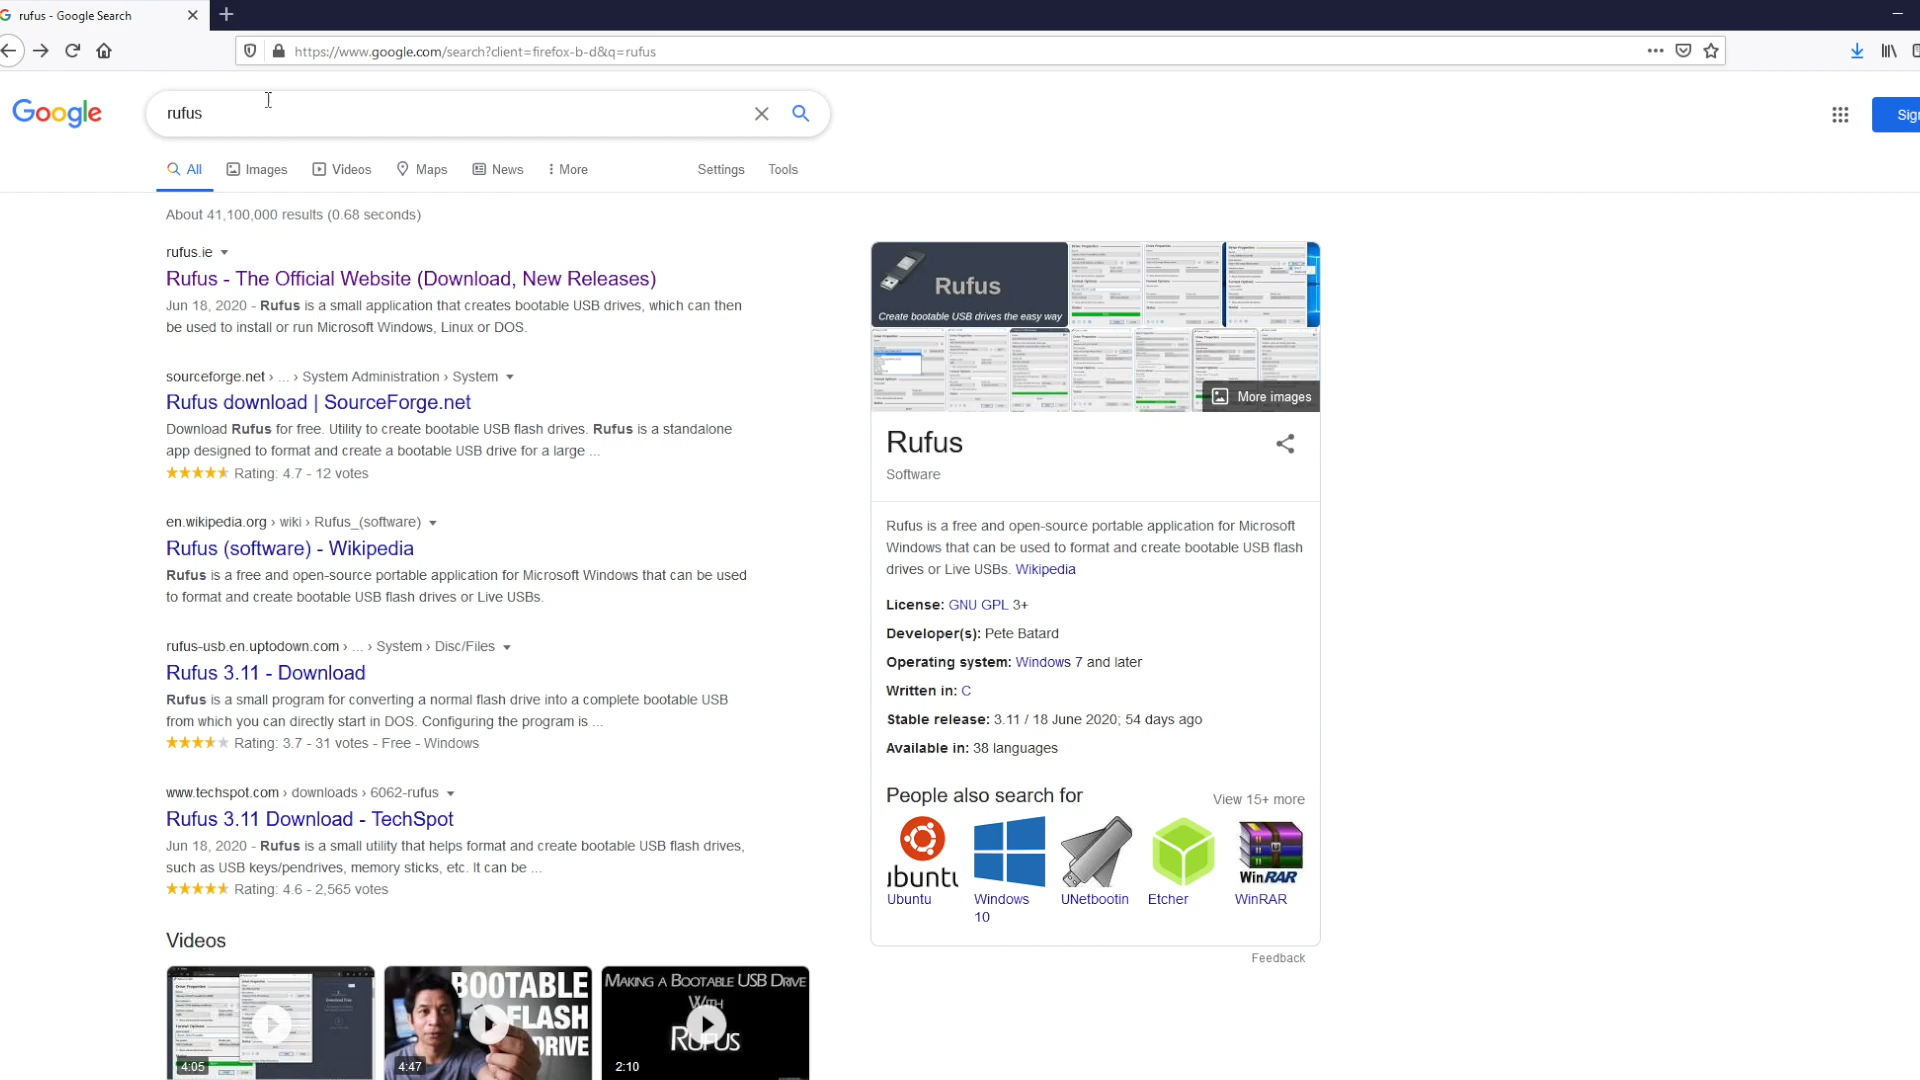 rufus - Google Search
https://www.google.com/search?client=firefox-b-d&q=rufus
Google
rufus
Sign
All Images Videos Maps News More Settings Tools
About 41,100,000 results (0.68 seconds)
rufus.ie
Rufus - The Official Website (Download, New Releases)
Jun 18, 2020 - Rufus is a small application that creates bootable USB drives, which can then
be used to install or run Microsoft Windows, Linux or DOS.
sourceforge.net › ... › System Administration › System
Rufus download | SourceForge.net
Download Rufus for free. Utility to create bootable USB flash drives. Rufus is a standalone
app designed to format and create a bootable USB drive for a large ...
Rating: 4.7 - 12 votes
en.wikipedia.org › wiki › Rufus_(software)
Rufus (software) - Wikipedia
Rufus is a free and open-source portable application for Microsoft Windows that can be used
to format and create bootable USB flash drives or Live USBs.
rufus-usb.en.uptodown.com › ... › System › Disc/Files
Rufus 3.11 - Download
Rufus is a small program for converting a normal flash drive into a complete bootable USB
from which you can directly start in DOS. Configuring the program is ...
Rating: 3.7 - 31 votes - Free - Windows
www.techspot.com › downloads › 6062-rufus
Rufus 3.11 Download - TechSpot
Jun 18, 2020 - Rufus is a small utility that helps format and create bootable USB flash drives,
such as USB keys/pendrives, memory sticks, etc. It can be ...
Rating: 4.6 - 2,565 votes
Videos
4:05
BOOTABLE
FLASH
DRIVE
4:47
Making a Bootable USB Drive
With
Rufus
2:10
Rufus
Create bootable USB drives the easy way
More images
Rufus
Software
Rufus is a free and open-source portable application for Microsoft
Windows that can be used to format and create bootable USB flash
drives or Live USBs. Wikipedia
License: GNU GPL 3+
Developer(s): Pete Batard
Operating system: Windows 7 and later
Written in: C
Stable release: 3.11 / 18 June 2020; 54 days ago
Available in: 38 languages
People also search for
View 15+ more
ubuntu
WinRAR
Ubuntu
Windows
10
UNetbootin
Etcher
WinRAR
Feedback